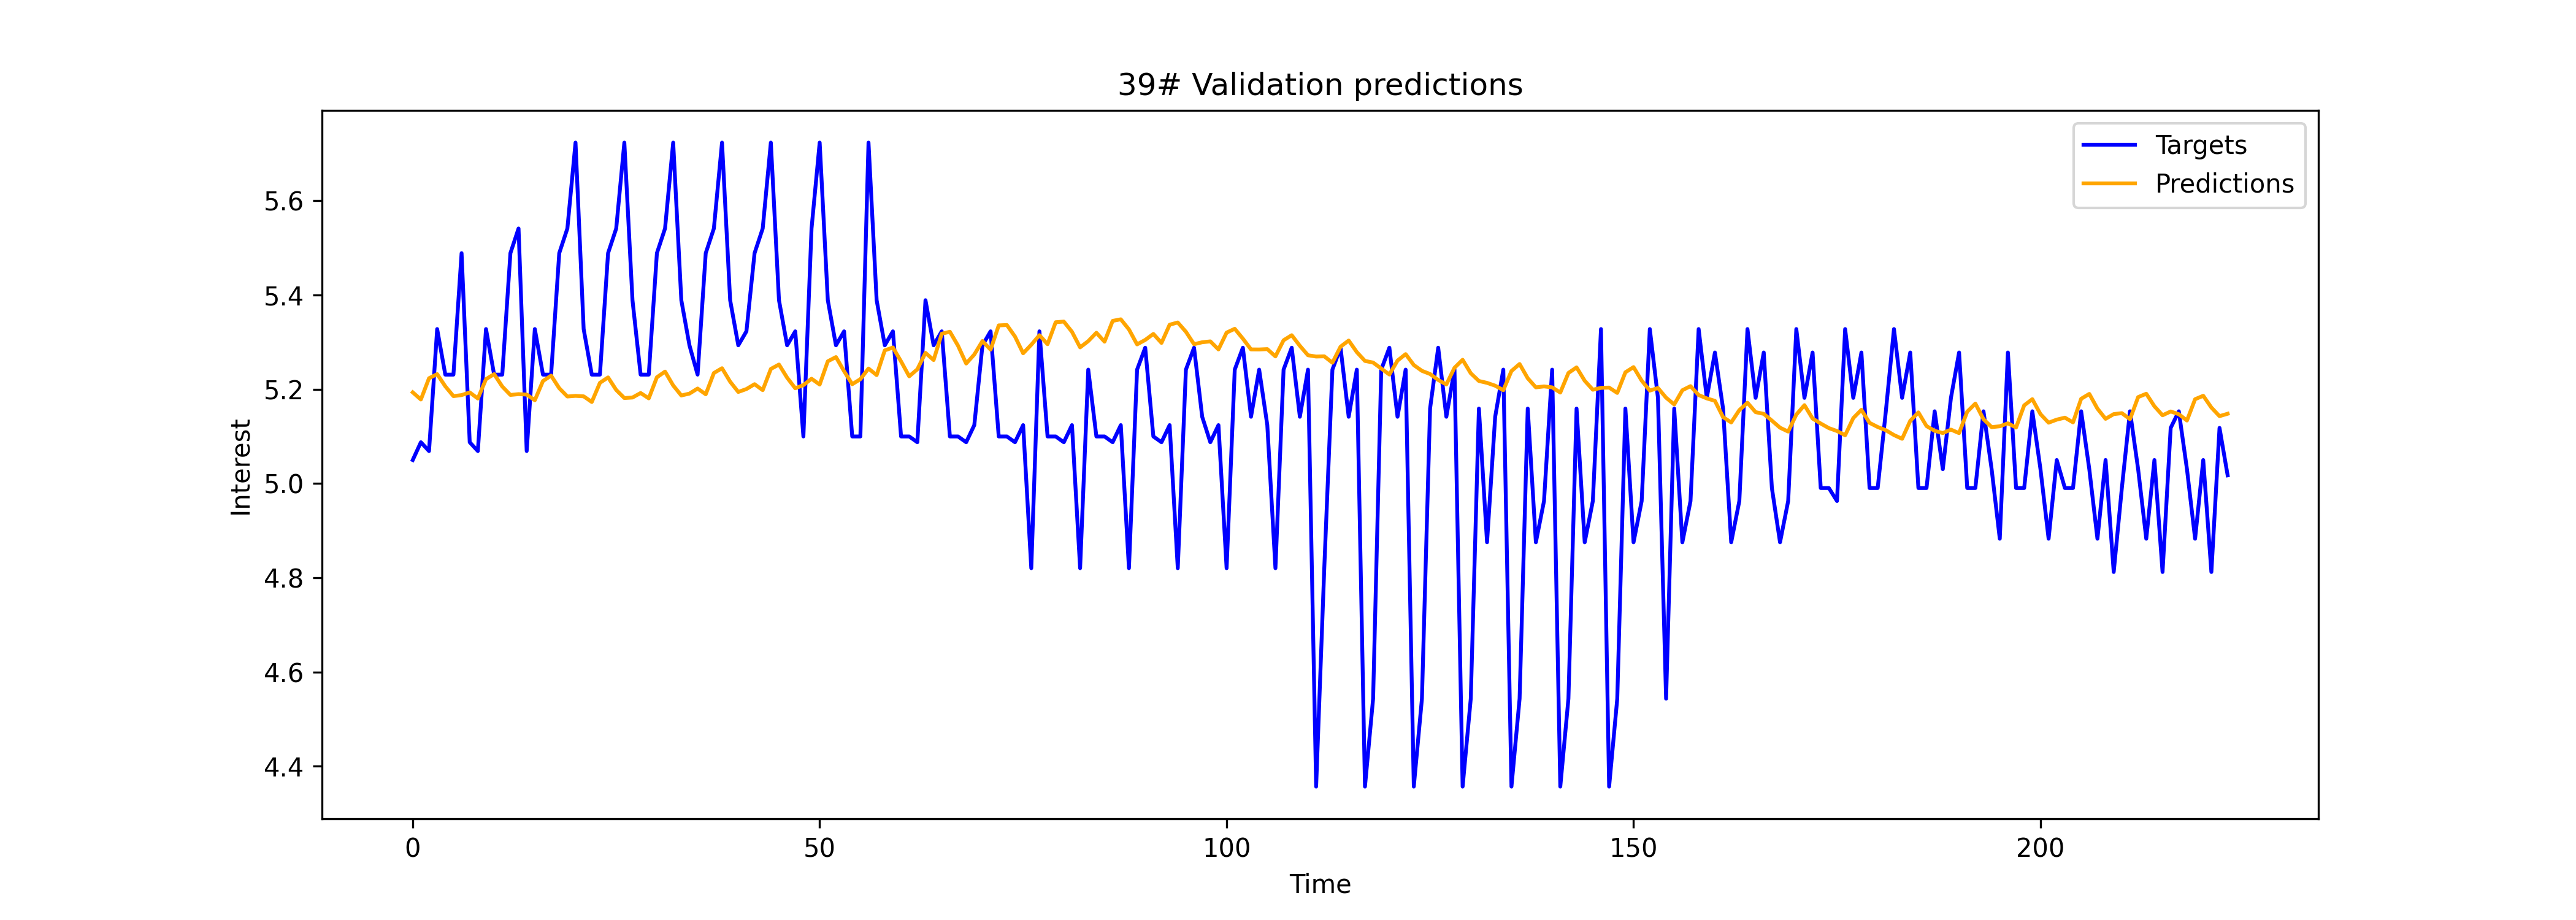 39# Validation predictions
Targets
Predictions
Interest
5.6
5.4
5.2
5.0
4.8
4.6
4.4
0
50
100
150
200
Time